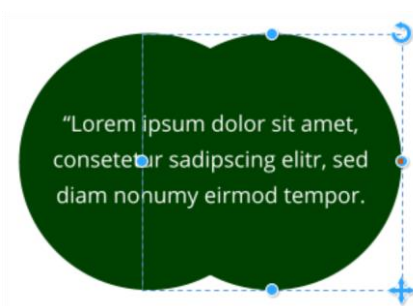 “Lorem ipsum dolor sit amet,
consetetur sadipscing elitr, sed
diam nonumy eirmod tempor.